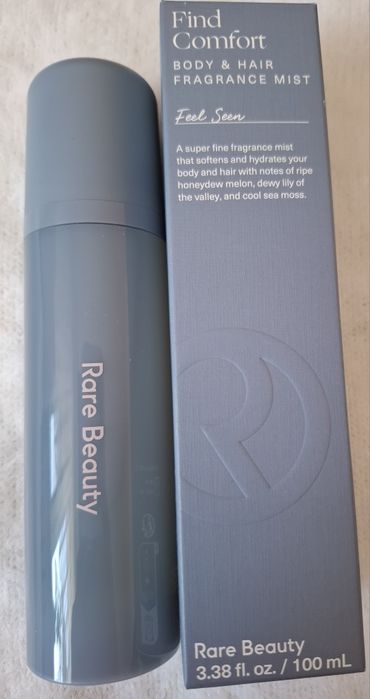 Find
Comfort
BODY & HAIR
FRAGRANCE MIST
Feel Seen
A super fine fragrance mist
that softens and hydrates your
body and hair with notes of ripe
honeydew melon, dewy lily of
the valley, and cool sea moss.
R
Rare Beauty
3.38 fl. oz. / 100 mL
Rare Beauty